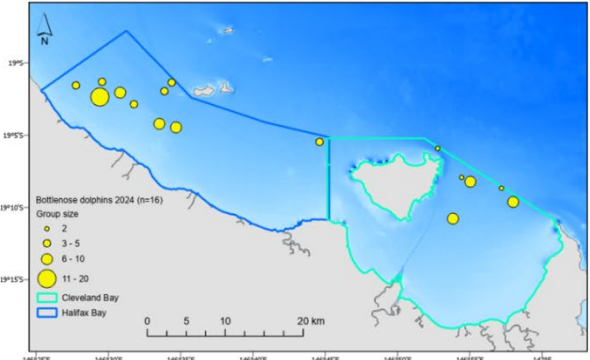 N
19°S
19°5'S
19°10'S
19°15'S
Bottlenose dolphins 2024 (n=16)
Group size
2
3 - 5
6 - 10
11 - 20
Cleveland Bay
Halifax Bay
0 5 10 20 km